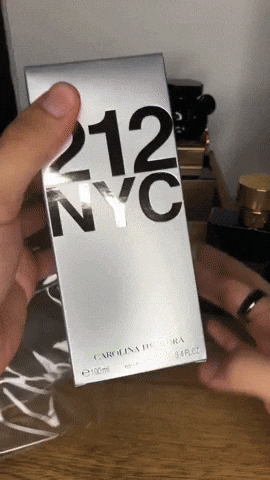 212
NYC
CAROLINA HERRERA
℮100ml 3.4 FL.OZ.